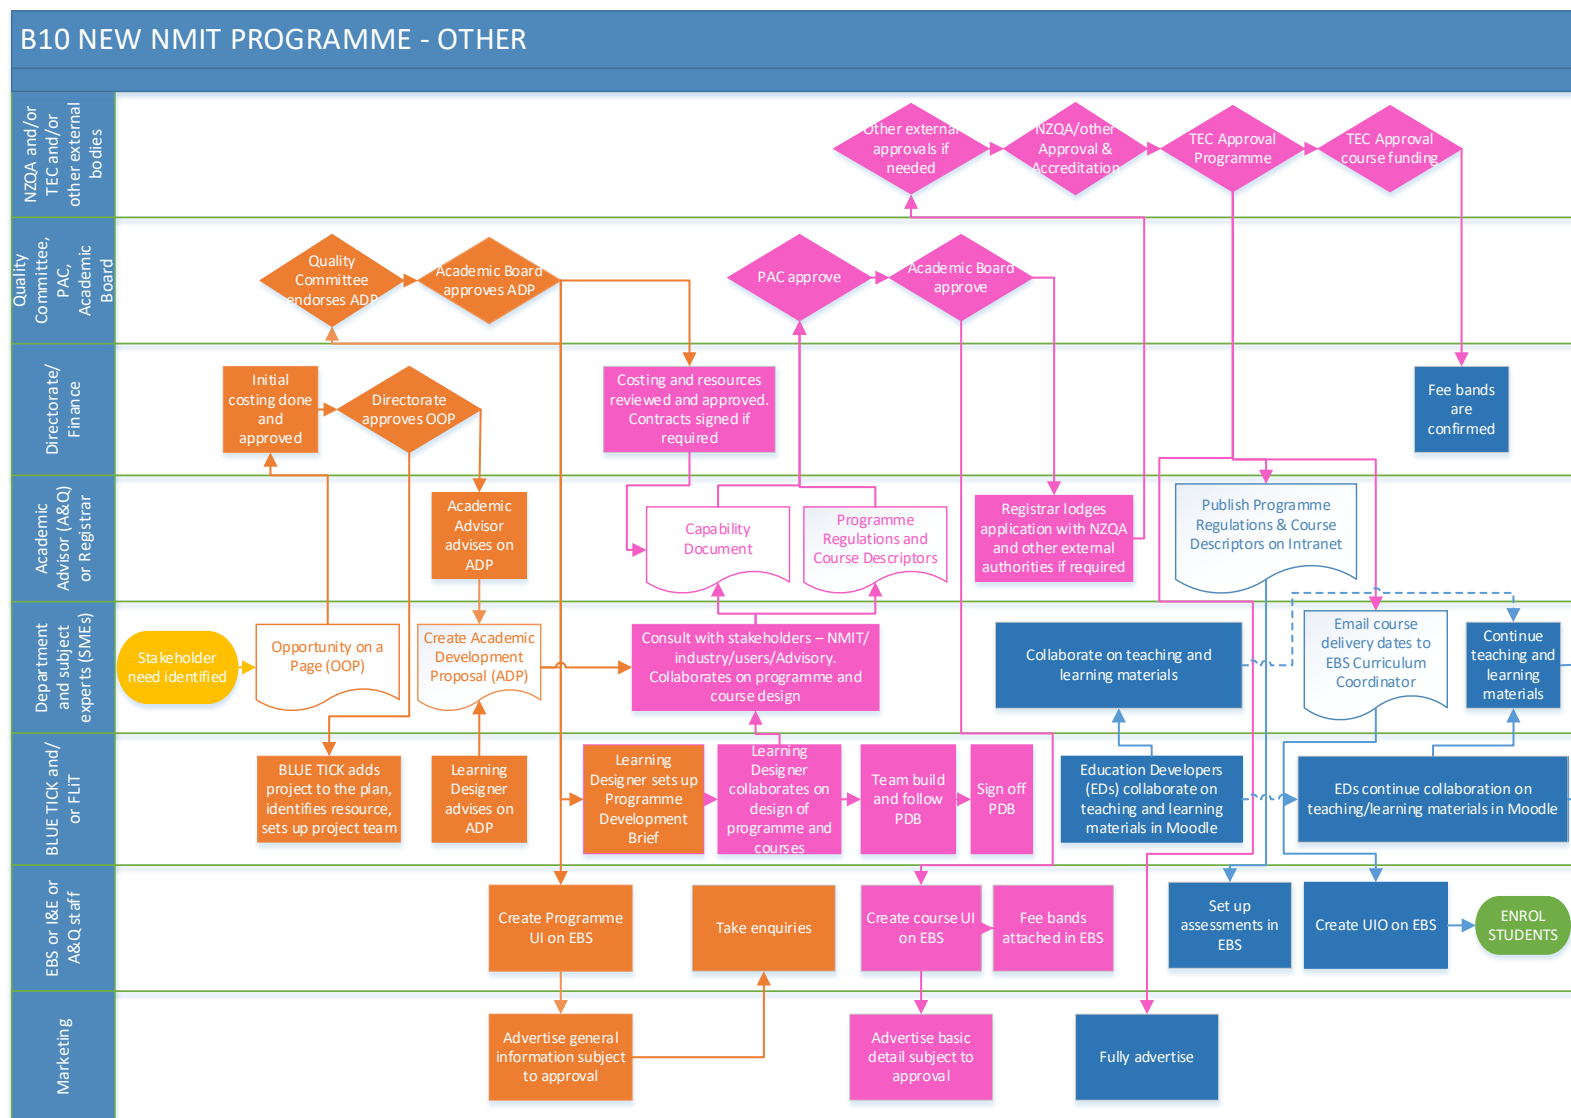 B10 NEW NMIT PROGRAMME - OTHER
NZQA and/or
TEC and/or
other external
bodies
Other external
approvals if
needed
NZQA/other
Approval &
Accreditation
TEC Approval
Programme
TEC Approval
course funding
Quality
Committee,
PAC,
Academic
Board
Quality
Committee
endorses ADP
Academic Board
approves ADP
PAC approve
Academic Board
approve
Directorate/
Finance
Initial
costing done
and
approved
Directorate
approves OOP
Costing and resources
reviewed and approved.
Contracts signed if
required
Fee bands
are
confirmed
Academic
Advisor (A&Q)
or Registrar
Academic
Advisor
advises on
ADP
Capability
Document
Programme
Regulations and
Course Descriptors
Registrar lodges
application with NZQA
and other external
authorities if required
Publish Programme
Regulations & Course
Descriptors on Intranet
Department
and subject
experts (SMEs)
Stakeholder
need identified
Opportunity on a
Page (OOP)
Create Academic
Development
Proposal (ADP)
Consult with stakeholders – NMIT/
industry/users/Advisory.
Collaborates on programme and
course design
Collaborate on teaching and
learning materials
Email course
delivery dates to
EBS Curriculum
Coordinator
Continue
teaching and
learning
materials
BLUE TICK and/
or FLiT
BLUE TICK adds
project to the plan,
identifies resource,
sets up project team
Learning
Designer
advises on
ADP
Learning
Designer sets up
Programme
Development
Brief
Learning
Designer
collaborates on
design of
programme and
courses
Team build
and follow
PDB
Sign off
PDB
Education Developers
(EDs) collaborate on
teaching and learning
materials in Moodle
EDs continue collaboration on
teaching/learning materials in Moodle
EBS or I&E or
A&Q staff
Create Programme
UI on EBS
Take enquiries
Create course UI
on EBS
Fee bands
attached in EBS
Set up
assessments in
EBS
Create UIO on EBS
ENROL
STUDENTS
Marketing
Advertise general
information subject
to approval
Advertise basic
detail subject to
approval
Fully advertise